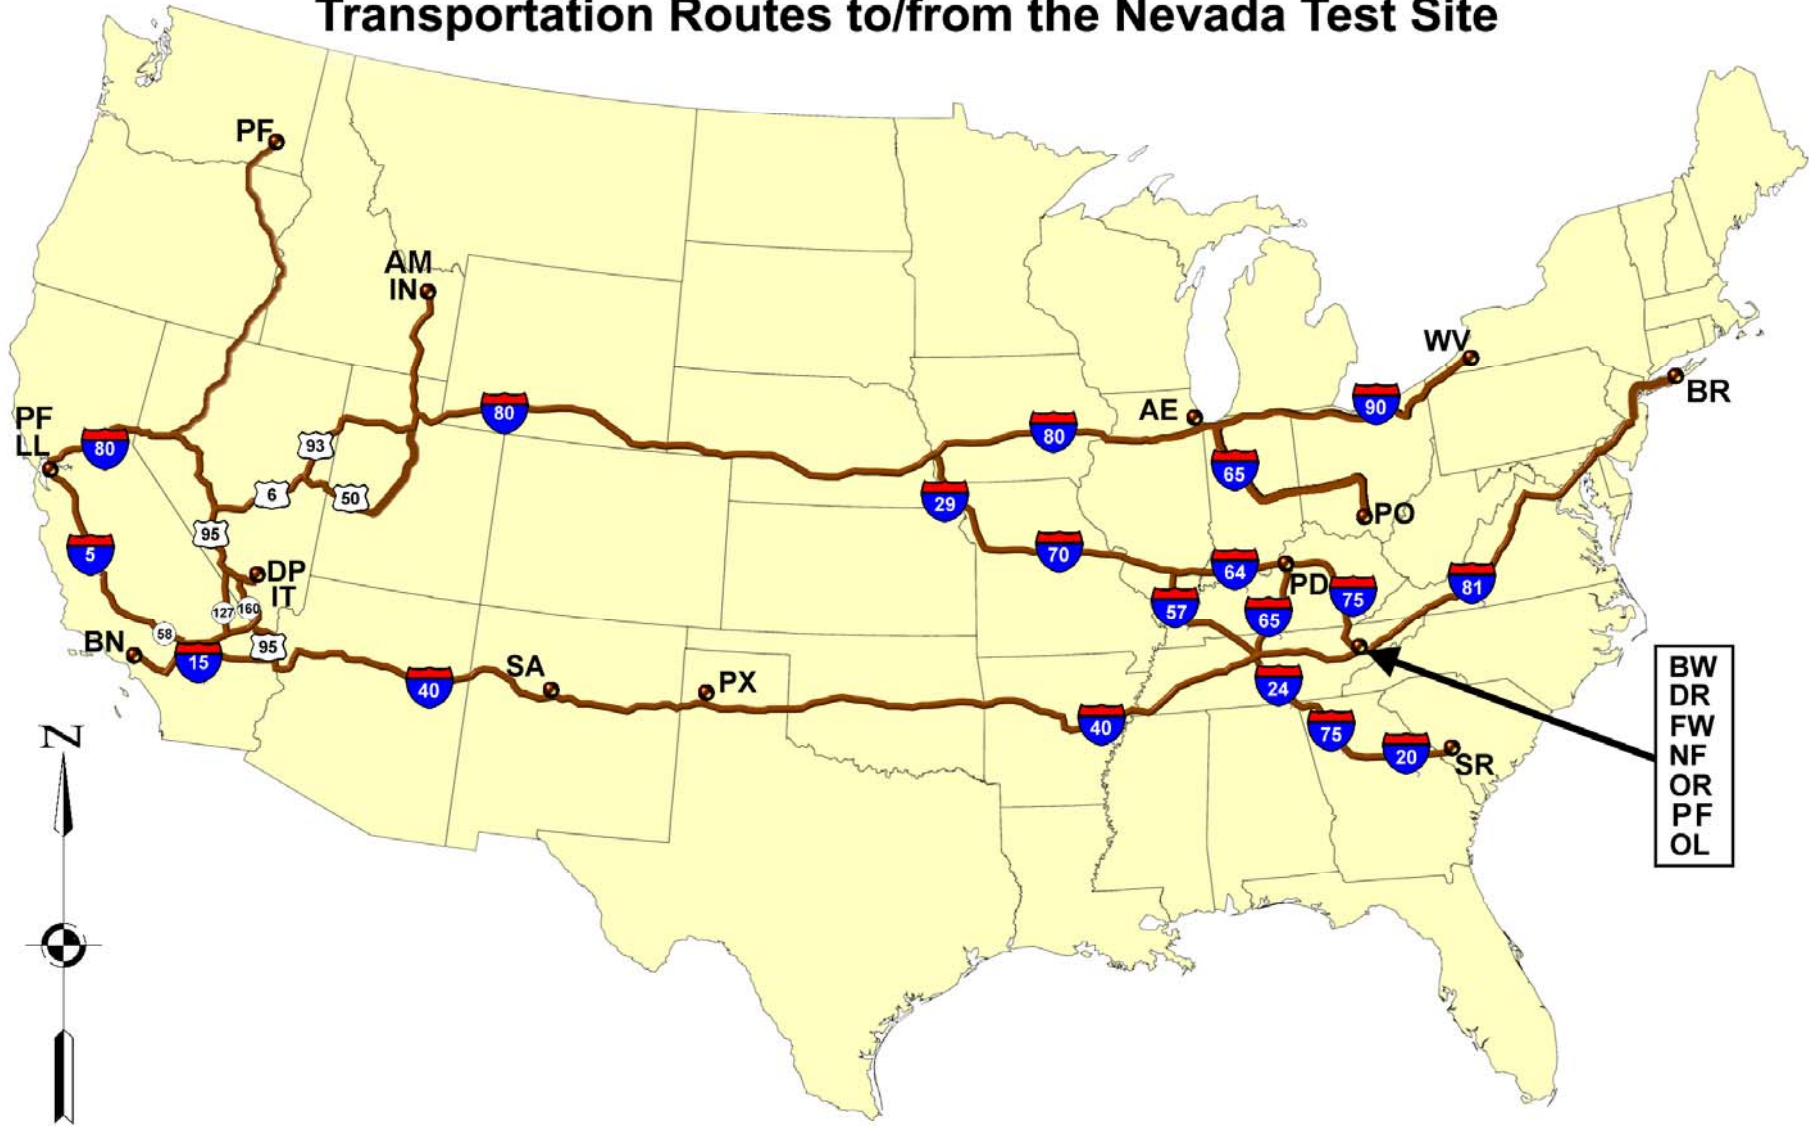 Transportation Routes to/from the Nevada Test Site
PF
AM
IN
WV
BR
PF
LL
80
93
80
80
AE
90
6
50
65
29
PO
95
5
70
64
DP
IT
PD
75
81
127
160
57
65
58
95
BN
15
SA
PX
40
24
40
75
20
SR
BW
DR
FW
NF
OR
PF
OL
N